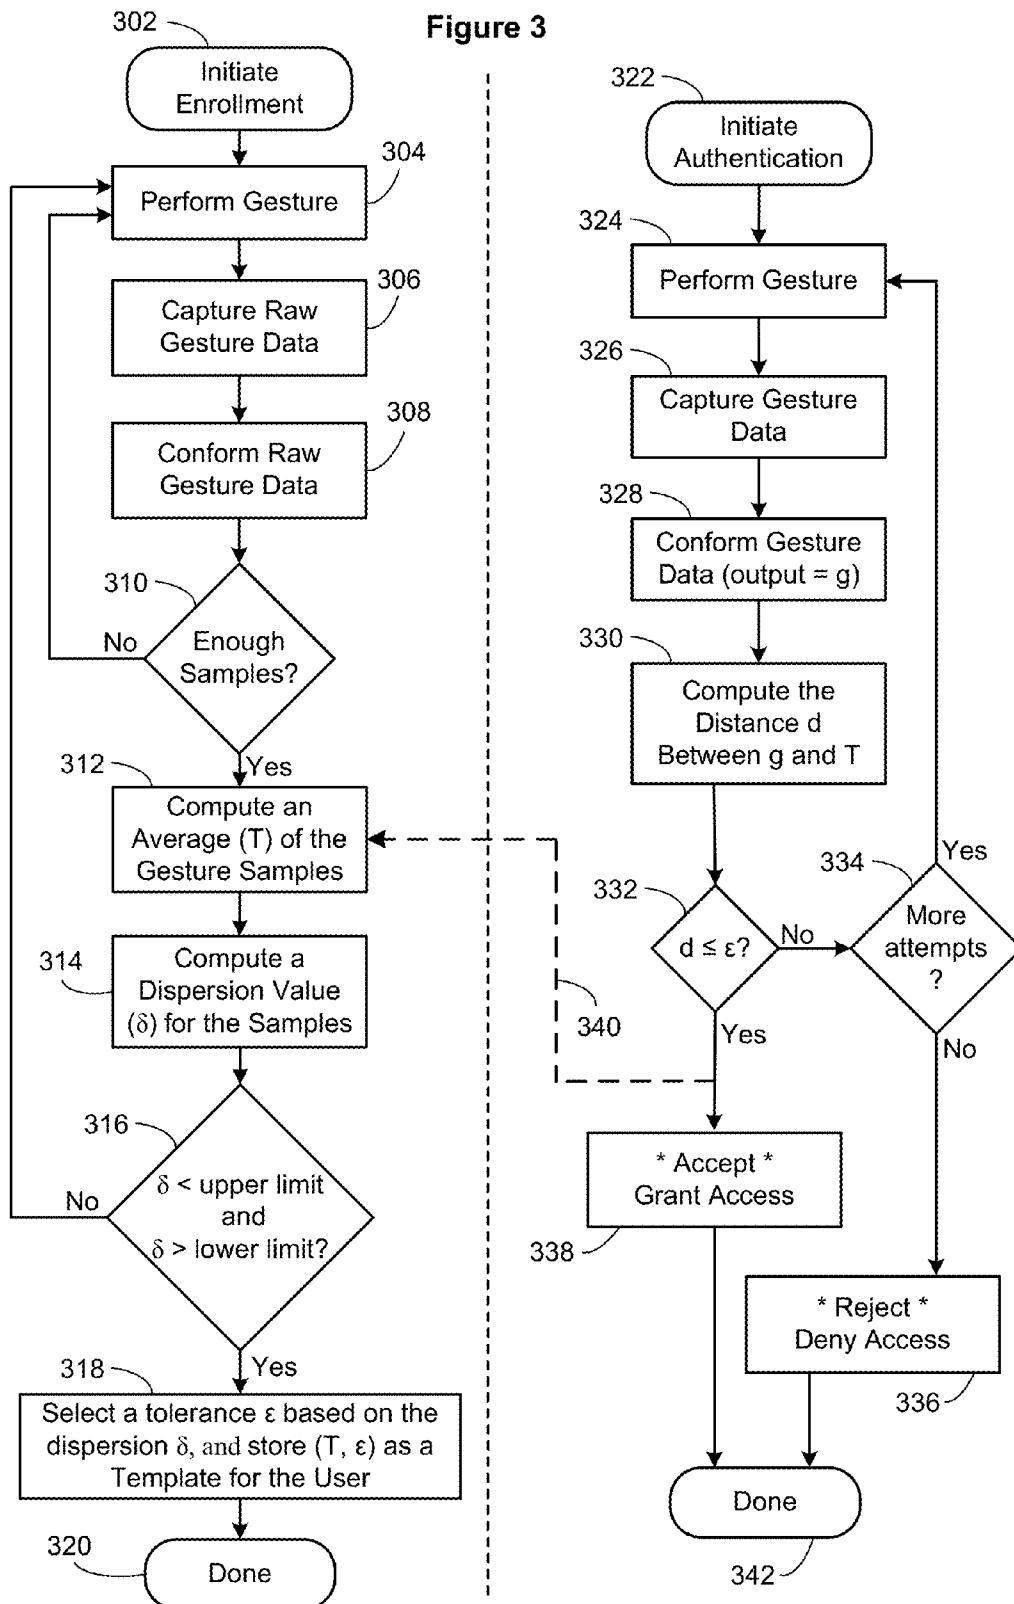 Figure 3
302
Initiate
Enrollment
304
Perform Gesture
306
Capture Raw
Gesture Data
308
Conform Raw
Gesture Data
310
Enough
Samples?
No
Yes
312
Compute an
Average (T) of the
Gesture Samples
314
Compute a
Dispersion Value
(δ) for the Samples
316
δ < upper limit
and
δ > lower limit?
No
Yes
318
Select a tolerance ε based on the
dispersion δ, and store (T, ε) as a
Template for the User
320
Done
322
Initiate
Authentication
324
Perform Gesture
326
Capture Gesture
Data
328
Conform Gesture
Data (output = g)
330
Compute the
Distance d
Between g and T
332
d ≤ ε?
No
Yes
334
More
attempts
?
Yes
No
340
* Accept *
Grant Access
338
* Reject *
Deny Access
336
Done
342